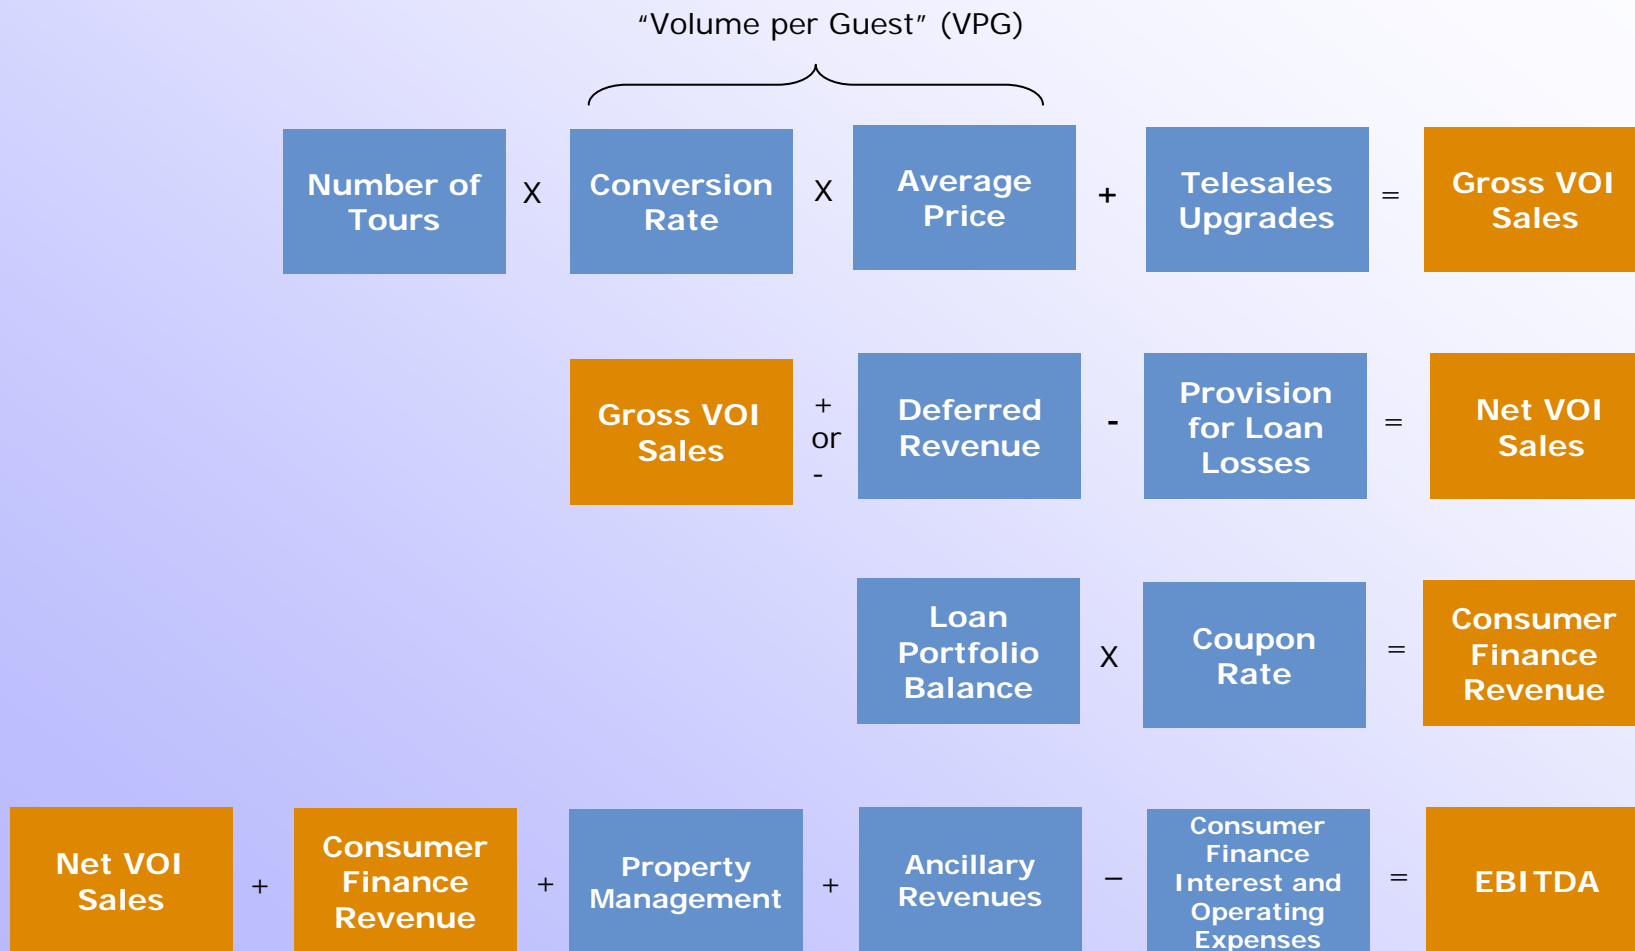 “Volume per Guest” (VPG)
Number of
Tours
X
Conversion
Rate
X
Average
Price
+
Telesales
Upgrades
=
Gross VOI
Sales
Gross VOI
Sales
+
or
-
Deferred
Revenue
-
Provision
for Loan
Losses
=
Net VOI
Sales
Loan
Portfolio
Balance
X
Coupon
Rate
=
Consumer
Finance
Revenue
Net VOI
Sales
+
Consumer
Finance
Revenue
+
Property
Management
+
Ancillary
Revenues
–
Consumer
Finance
Interest and
Operating
Expenses
=
EBITDA